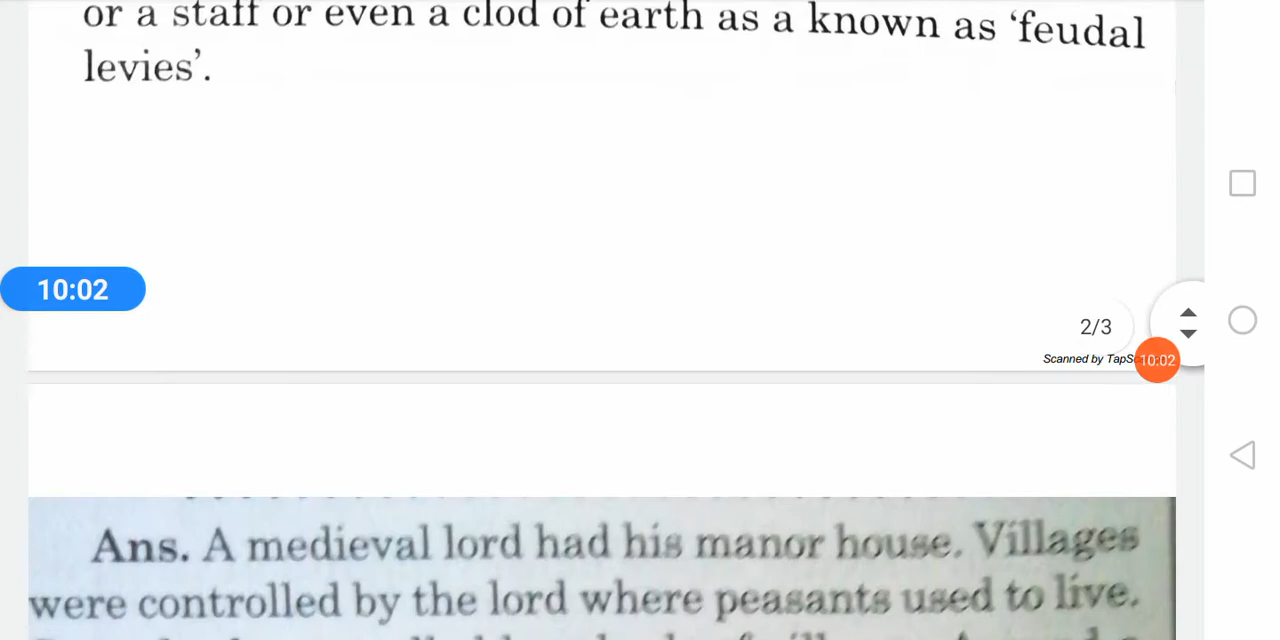 or a staff or even a clod of earth as a known as ‘feudal
levies’.
10:02
2/3
Scanned by TapS
10:02
Ans. A medieval lord had his manor house. Villages
were controlled by the lord where peasants used to live.